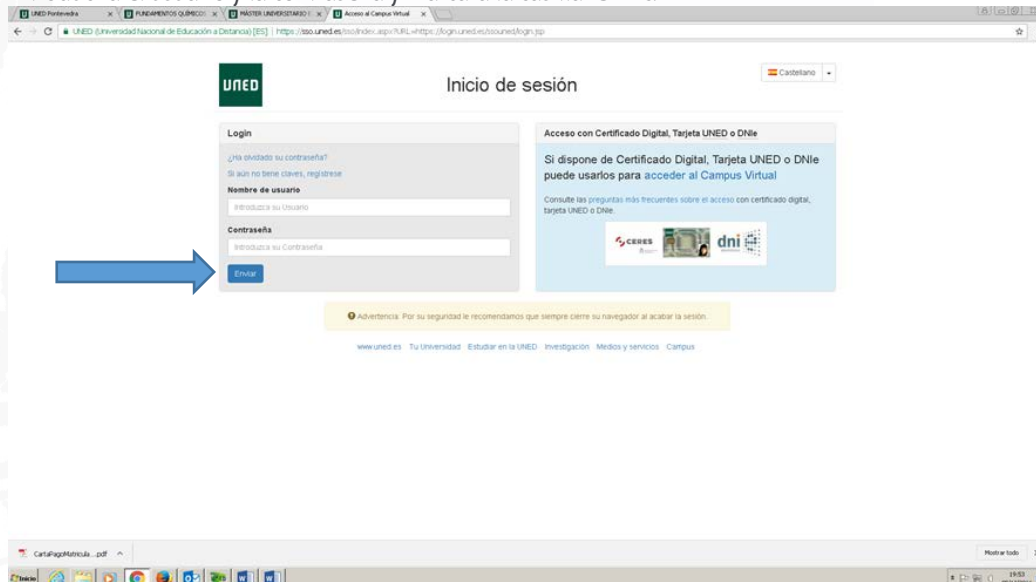 UNED Pontevedra
FUNDAMENTOS QUÍMICOS
MÁSTER UNIVERSITARIO E
Acceso al Campus Virtual
UNED (Universidad Nacional de Educación a Distancia) [ES] | https://sso.uned.es/sso/index.aspx?URL=https://login.uned.es/ssouned/login.jsp
UNED
Inicio de sesión
Castellano
Login
¿Ha olvidado su contraseña?
Si aún no tiene claves, regístrese
Nombre de usuario
Introduzca su Usuario
Contraseña
Introduzca su Contraseña
Enviar
Acceso con Certificado Digital, Tarjeta UNED o DNIe
Si dispone de Certificado Digital, Tarjeta UNED o DNIe
puede usarlos para acceder al Campus Virtual
Consulte las preguntas más frecuentes sobre el acceso con certificado digital,
tarjeta UNED o DNIe.
CERES
dni
Advertencia: Por su seguridad le recomendamos que siempre cierre su navegador al acabar la sesión.
www.uned.es Tu Universidad Estudiar en la UNED Investigación Medios y servicios Campus
CartaPagoMatricula....pdf
Mostrar todo
Inicio
19:53